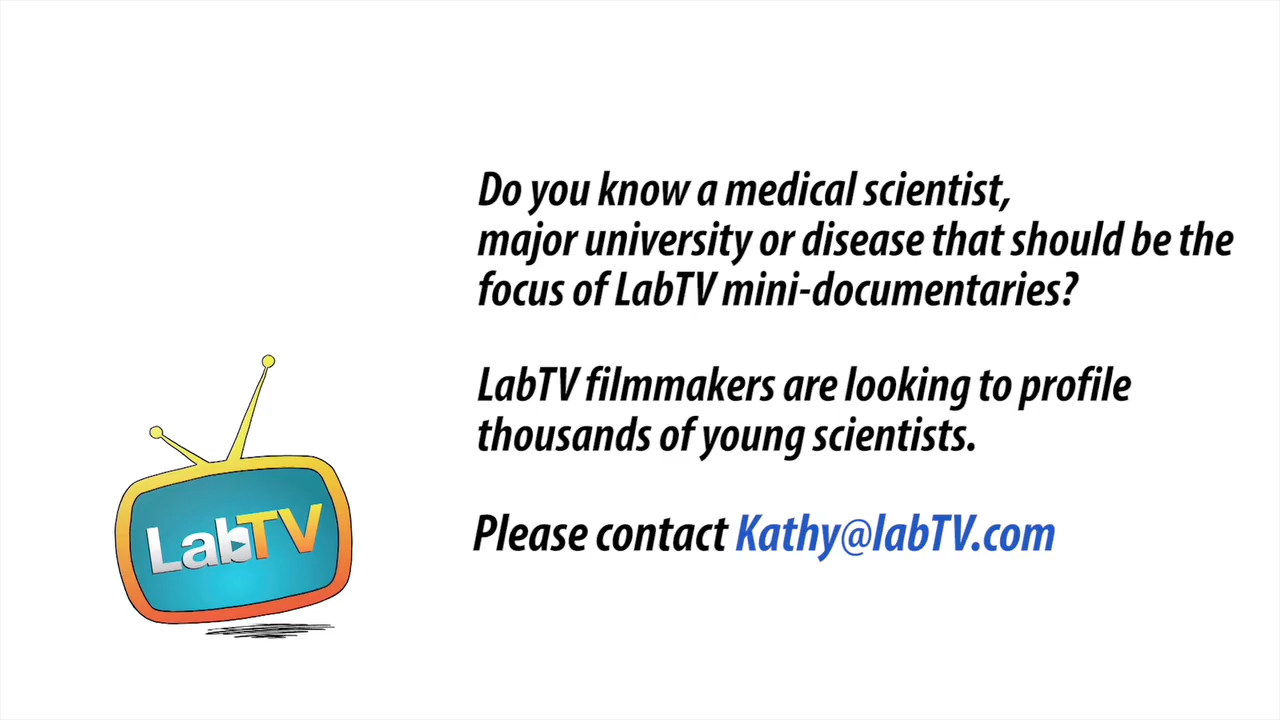 Do you know a medical scientist,
major university or disease that should be the
focus of LabTV mini-documentaries?
LabTV filmmakers are looking to profile
thousands of young scientists.
Please contact Kathy@labTV.com
LabTV